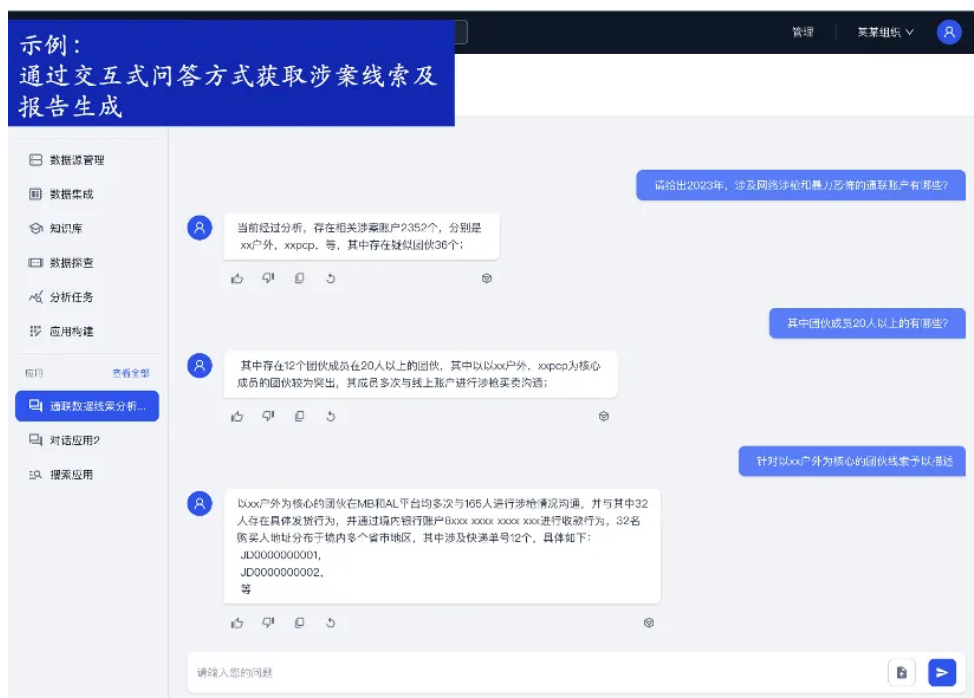 示例：
通过交互式问答方式获取涉案线索及
报告生成
管理
某某组织
数据源管理
数据集成
知识库
数据探查
分析任务
应用构建
应用
查看全部
通联数据线索分析...
对话应用2
搜索应用
请给出2023年，涉及网络涉枪和暴力恐怖的通联账户有哪些？
当前经过分析，存在相关涉案账户2352个，分别是
xx户外，xxpcp，等，其中存在疑似团伙36个；
其中团伙成员20人以上的有哪些？
其中存在12个团伙成员在20人以上的团伙，其中以以xx户外、xxpcp为核心
成员的团伙较为突出，其成员多次与线上账户进行涉枪买卖沟通；
针对以xx户外为核心的团伙线索予以描述
以xx户外为核心的团伙在MB和AL平台均多次与165人进行涉枪情况沟通，并与其中32
人存在具体发货行为，并通过境内银行账户6xxx xxxx xxxx xxx进行收款行为，32名
购买人地址分布于境内多个省市地区，其中涉及快递单号12个，具体如下：
JD0000000001，
JD0000000002，
等
请输入您的问题